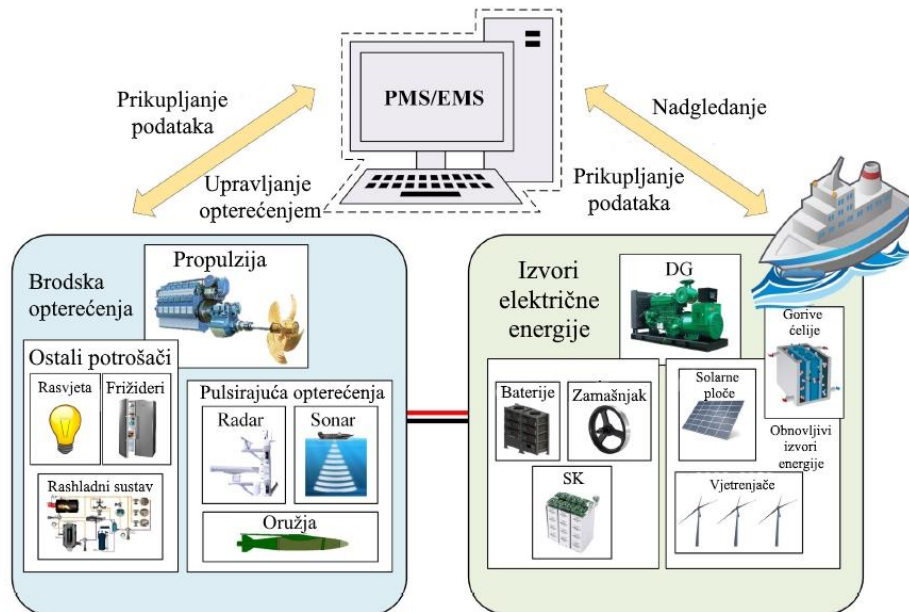 PMS/EMS
Prikupljanje
podataka
Upravljanje
opterećenjem
Nadgledanje
Prikupljanje
podataka
Brodska
opterećenja
Propulzija
Ostali potrošači
Rasvjeta
Frižideri
Rashladni sustav
Pulsirajuća opterećenja
Radar
Sonar
Oružja
Izvori
električne
energije
DG
Gorive
ćelije
Baterije
Zamašnjak
SK
Solarne
ploče
Obnovljivi
izvori
energije
Vjetrenjače